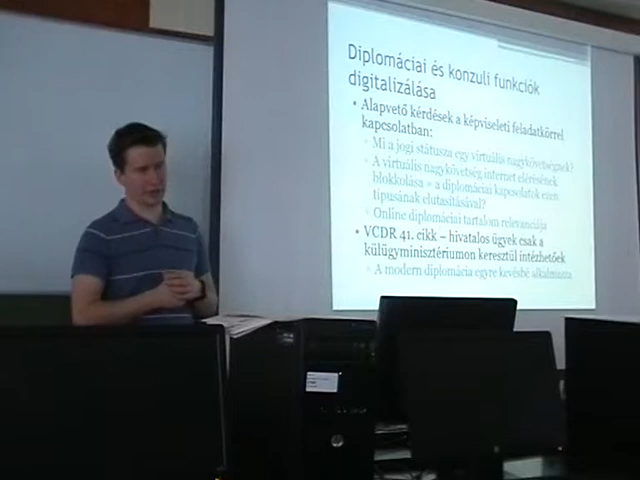 Diplomáciai és konzuli funkciók
digitalizálása
• Alapvető kérdések a képviseleti feladatkörrel
kapcsolatban:
Mi a jogi státusza egy virtuális nagykövetségnek?
A virtuális nagykövetség internet elérésének
blokkolása = a diplomáciai kapcsolatok ezen
típusának elutasításával?
Online diplomáciai tartalom relevanciája
• VCDR 41. cikk – hivatalos ügyek csak a
külügyminisztériumon keresztül intézhetőek
A modern diplomácia egyre kevésbé alkalmazza